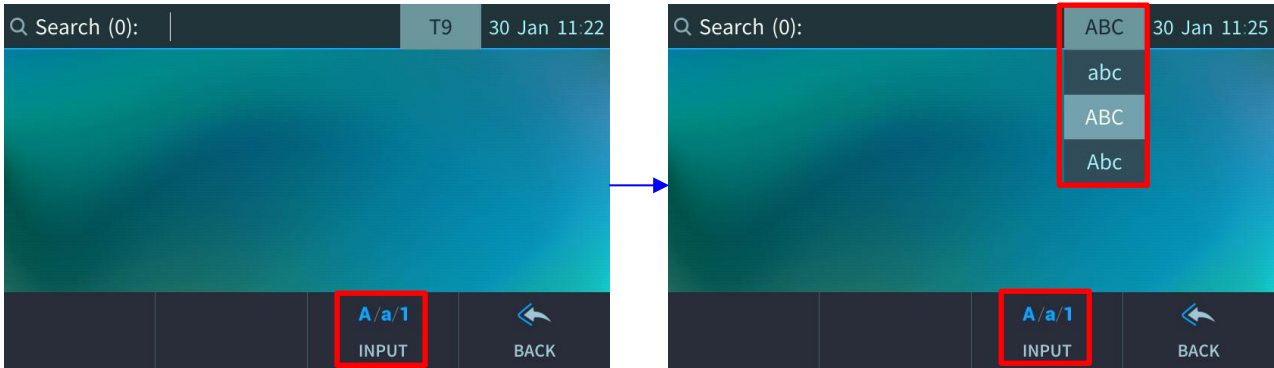 Search (0): T9 30 Jan 11:22
A/a/1
INPUT BACK
Search (0): ABC 30 Jan 11:25
abc
ABC
Abc
A/a/1
INPUT BACK